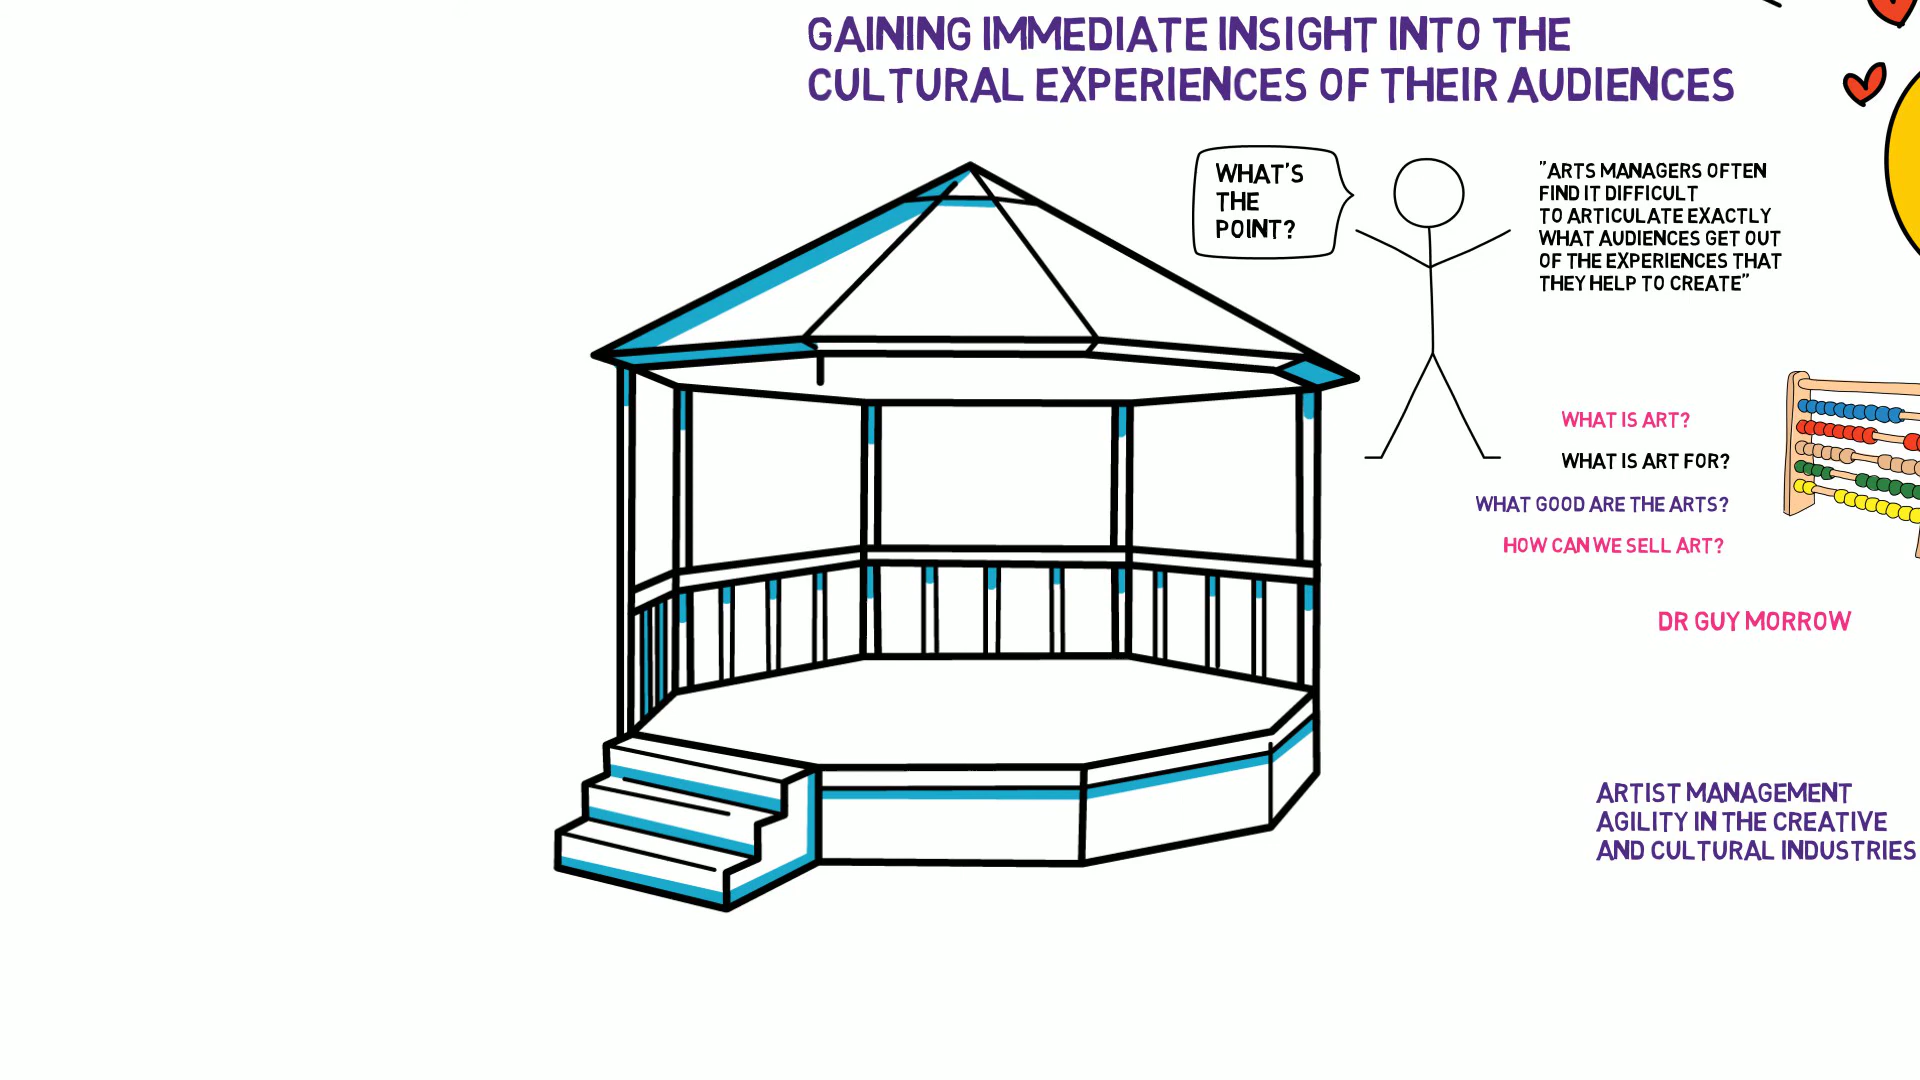 GAINING IMMEDIATE INSIGHT INTO THE
CULTURAL EXPERIENCES OF THEIR AUDIENCES
WHAT'S
THE
POINT?
"ARTS MANAGERS OFTEN
FIND IT DIFFICULT
TO ARTICULATE EXACTLY
WHAT AUDIENCES GET OUT
OF THE EXPERIENCES THAT
THEY HELP TO CREATE"
WHAT IS ART?
WHAT IS ART FOR?
WHAT GOOD ARE THE ARTS?
HOW CAN WE SELL ART?
DR GUY MORROW
ARTIST MANAGEMENT
AGILITY IN THE CREATIVE
AND CULTURAL INDUSTRIES